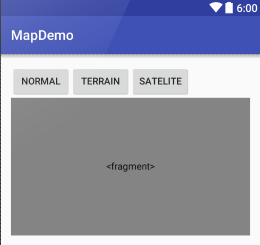 6:00
MapDemo
NORMAL TERRAIN SATELITE
<fragment>